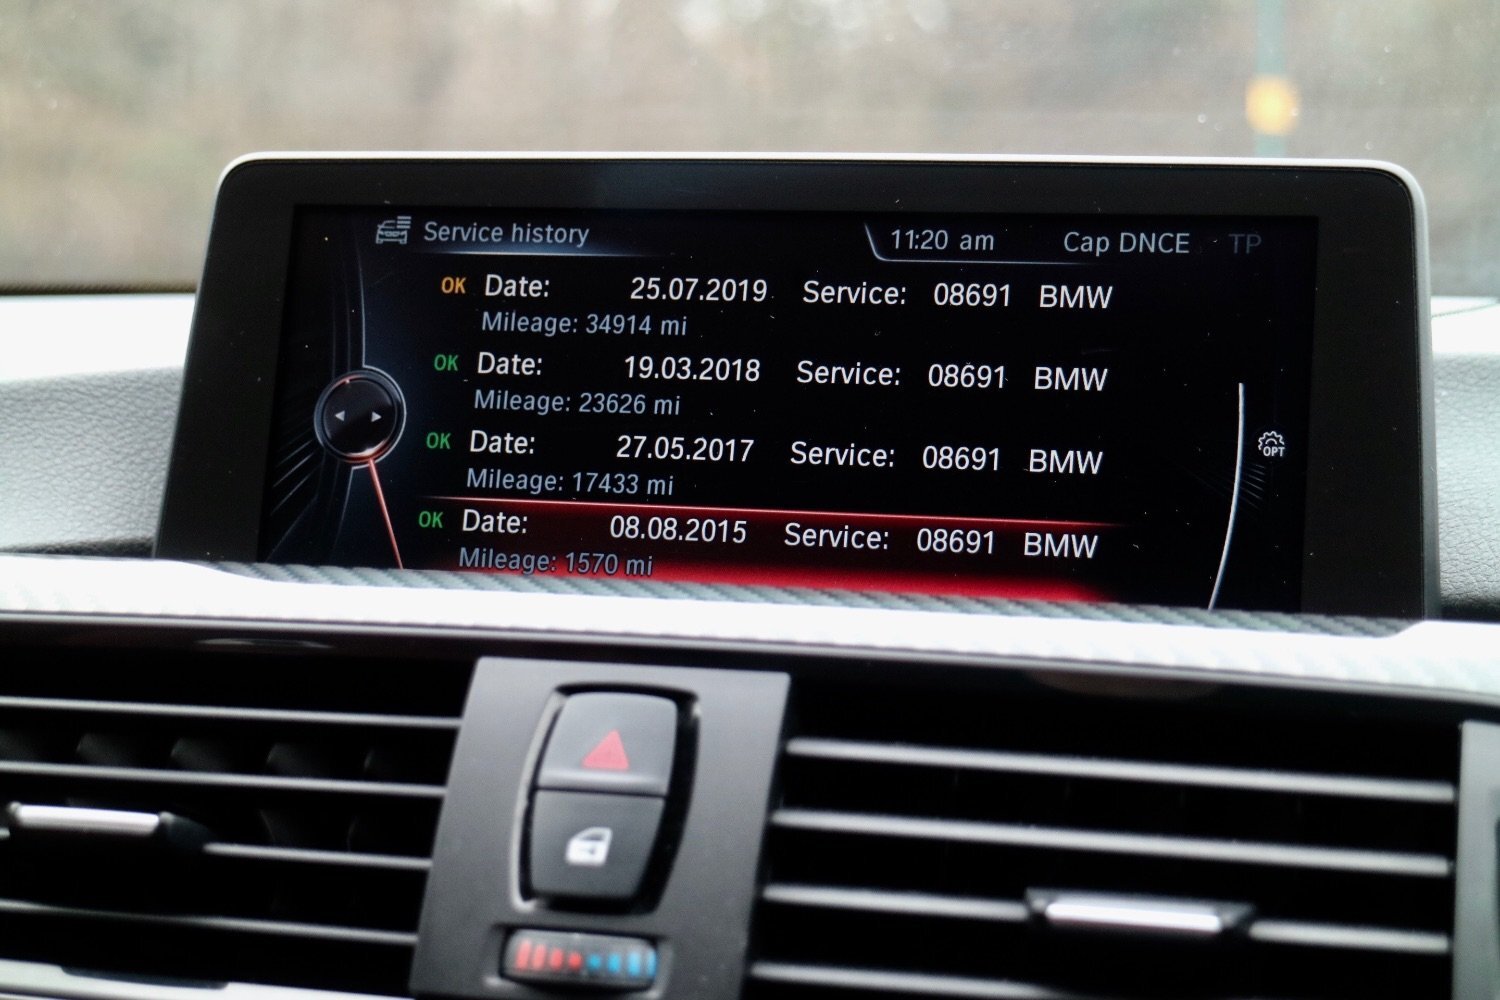 Service history 11:20 am Cap DNCE TP
OK Date: 25.07.2019 Service: 08691 BMW
Mileage: 34914 mi
OK Date: 19.03.2018 Service: 08691 BMW
Mileage: 23626 mi
OK Date: 27.05.2017 Service: 08691 BMW
Mileage: 17433 mi
OPT
OK Date: 08.08.2015 Service: 08691 BMW
Mileage: 1570 mi